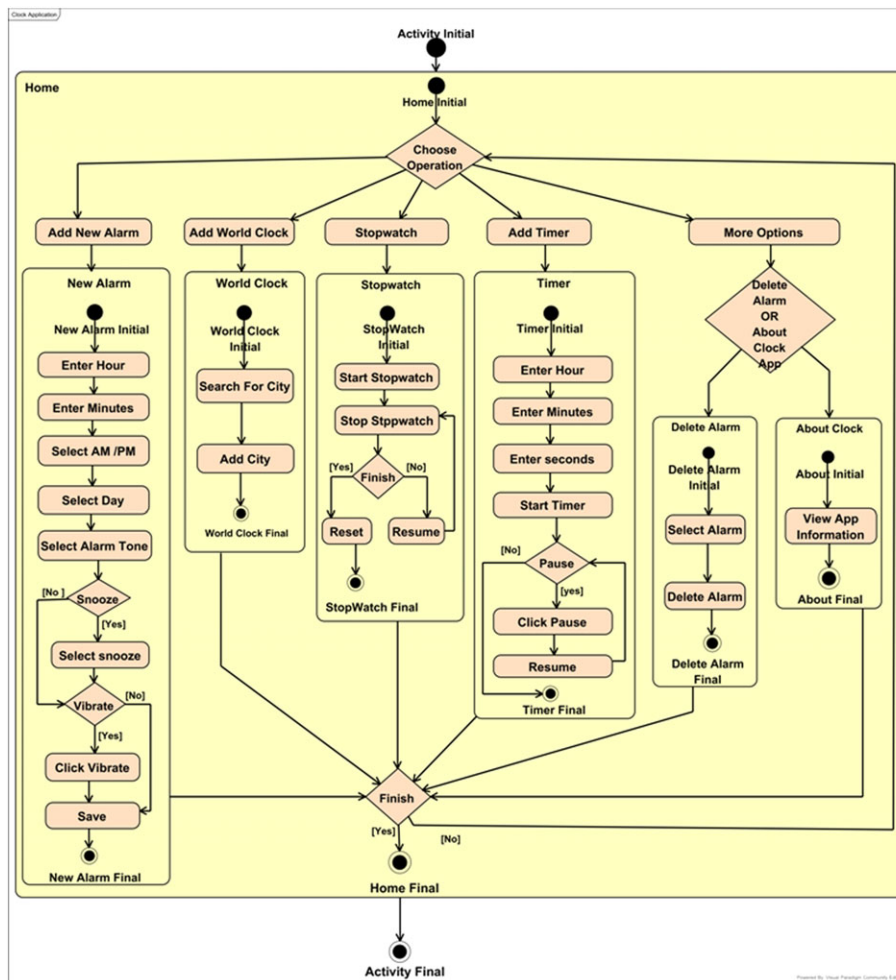 Clock Application
Activity Initial
Home
Home Initial
Choose
Operation
Add New Alarm
Add World Clock
Stopwatch
Add Timer
More Options
New Alarm
New Alarm Initial
Enter Hour
Enter Minutes
Select AM /PM
Select Day
Select Alarm Tone
Snooze
[No ]
[Yes]
Select snooze
Vibrate
[No]
[Yes]
Click Vibrate
Save
New Alarm Final
World Clock
World Clock
Initial
Search For City
Add City
World Clock Final
Stopwatch
StopWatch
Initial
Start Stopwatch
Stop Stppwatch
[Yes]
Finish
[No]
Reset
Resume
StopWatch Final
Timer
Timer Initial
Enter Hour
Enter Minutes
Enter seconds
Start Timer
[No]
Pause
[yes]
Click Pause
Resume
Timer Final
Delete
Alarm
OR
About
Clock
App
Delete Alarm
Delete Alarm
Initial
Select Alarm
Delete Alarm
Delete Alarm
Final
About Clock
About Initial
View App
Information
About Final
Finish
[Yes]
[No]
Home Final
Activity Final
Powered By Visual Paradigm Community